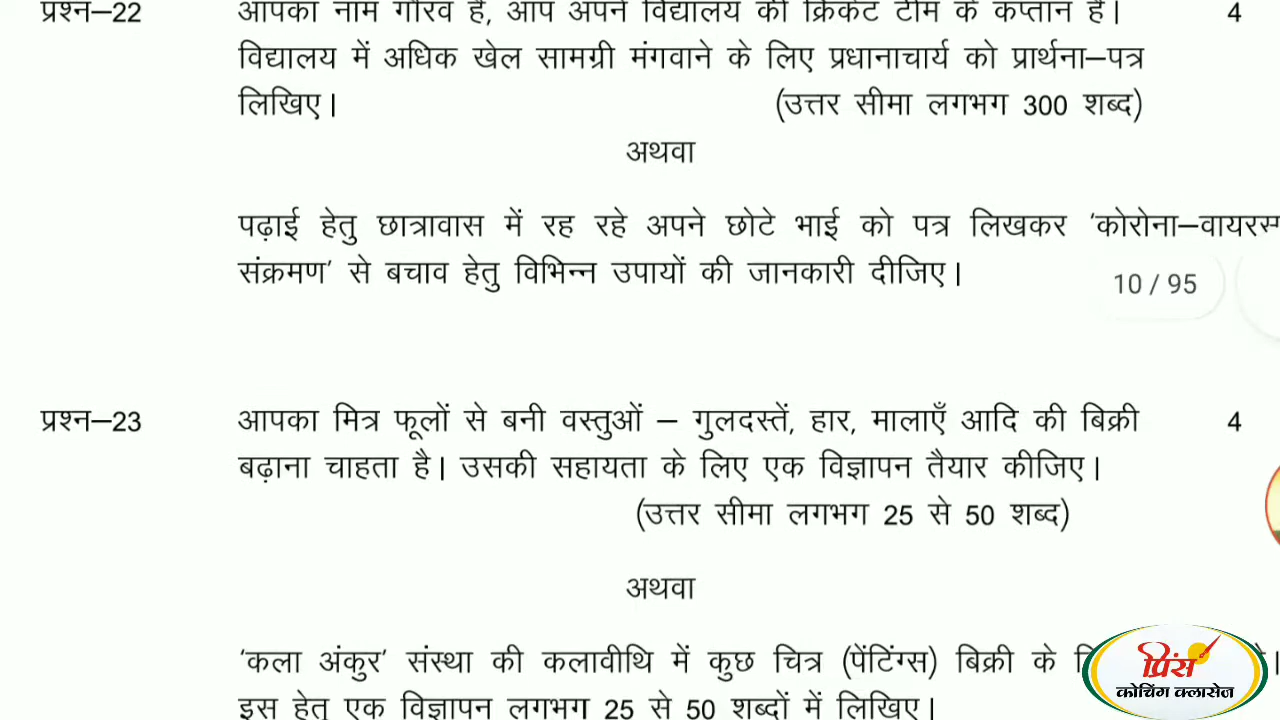 प्रश्न–22 आपका नाम गौरव है, आप अपने विद्यालय की क्रिकेट टीम के कप्तान हैं। 4
विद्यालय में अधिक खेल सामग्री मंगवाने के लिए प्रधानाचार्य को प्रार्थना–पत्र
लिखिए। (उत्तर सीमा लगभग 300 शब्द)
अथवा
पढ़ाई हेतु छात्रावास में रह रहे अपने छोटे भाई को पत्र लिखकर 'कोरोना–वायरस
संक्रमण' से बचाव हेतु विभिन्न उपायों की जानकारी दीजिए।
10 / 95
प्रश्न–23 आपका मित्र फूलों से बनी वस्तुओं – गुलदस्तें, हार, मालाएँ आदि की बिक्री 4
बढ़ाना चाहता है। उसकी सहायता के लिए एक विज्ञापन तैयार कीजिए।
(उत्तर सीमा लगभग 25 से 50 शब्द)
अथवा
'कला अंकुर' संस्था की कलावीथि में कुछ चित्र (पेंटिंग्स) बिक्री के
इस हेतु एक विज्ञापन लगभग 25 से 50 शब्दों में लिखिए।
प्रिंस
कोचिंग क्लासेज